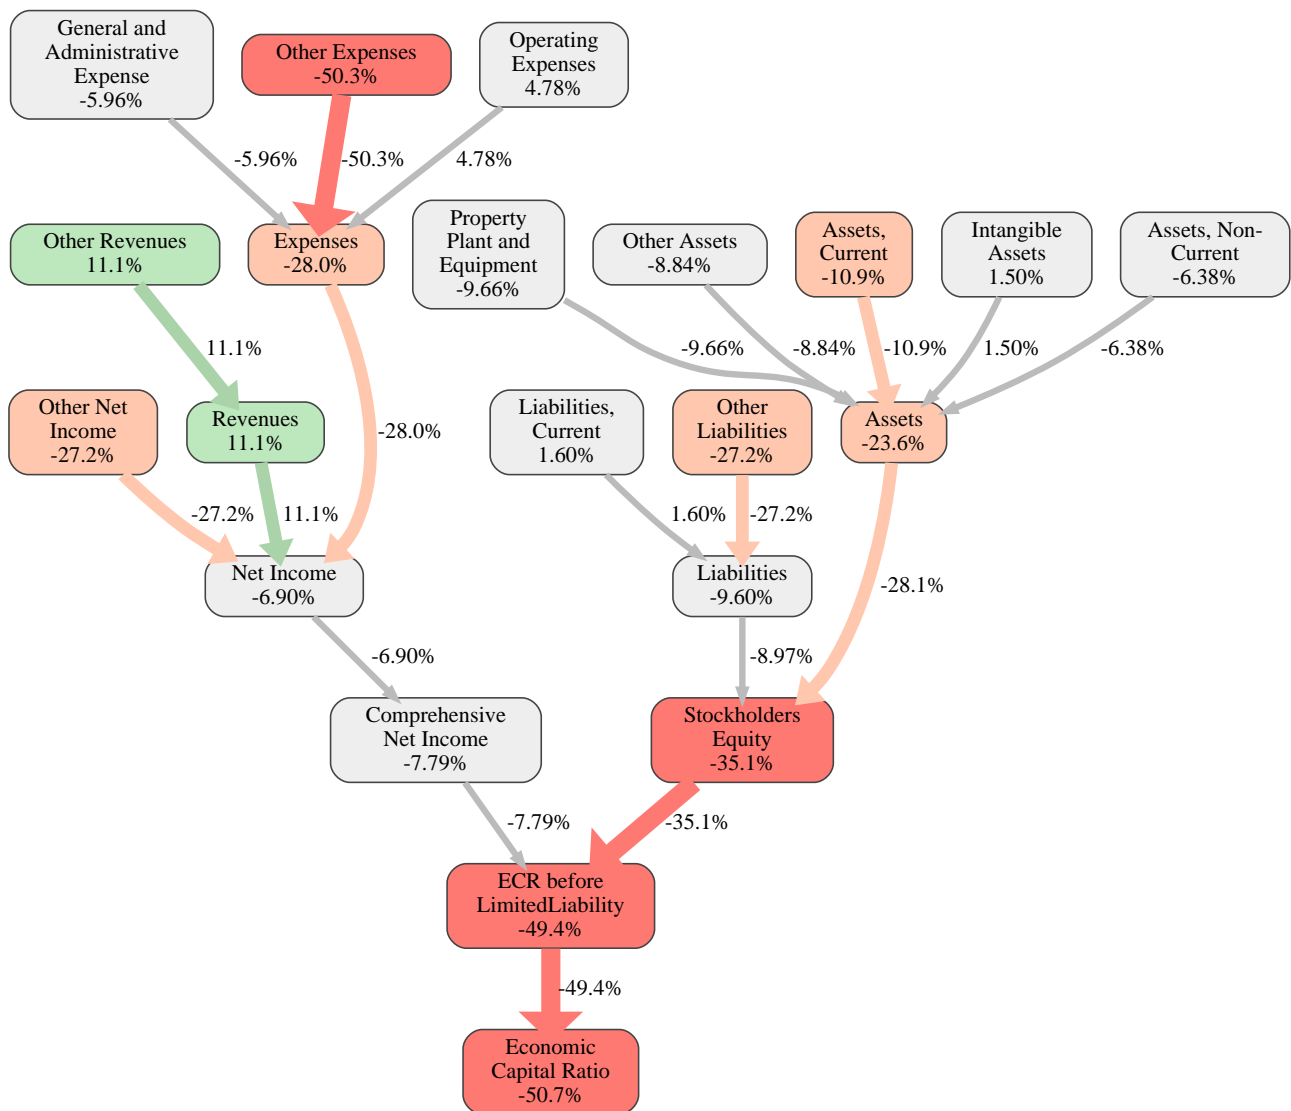 General and
Administrative
Expense
-5.96%
Other Expenses
-50.3%
Operating
Expenses
4.78%
-5.96%
-50.3%
4.78%
Other Revenues
11.1%
Expenses
-28.0%
Property
Plant and
Equipment
-9.66%
Other Assets
-8.84%
Assets,
Current
-10.9%
Intangible
Assets
1.50%
Assets, Non-
Current
-6.38%
11.1%
-9.66%
-8.84%
-10.9%
1.50%
-6.38%
Other Net
Income
-27.2%
Revenues
11.1%
-28.0%
Liabilities,
Current
1.60%
Other
Liabilities
-27.2%
Assets
-23.6%
-27.2%
11.1%
1.60%
-27.2%
Net Income
-6.90%
Liabilities
-9.60%
-28.1%
-6.90%
-8.97%
Comprehensive
Net Income
-7.79%
Stockholders
Equity
-35.1%
-7.79%
-35.1%
ECR before
LimitedLiability
-49.4%
-49.4%
Economic
Capital Ratio
-50.7%